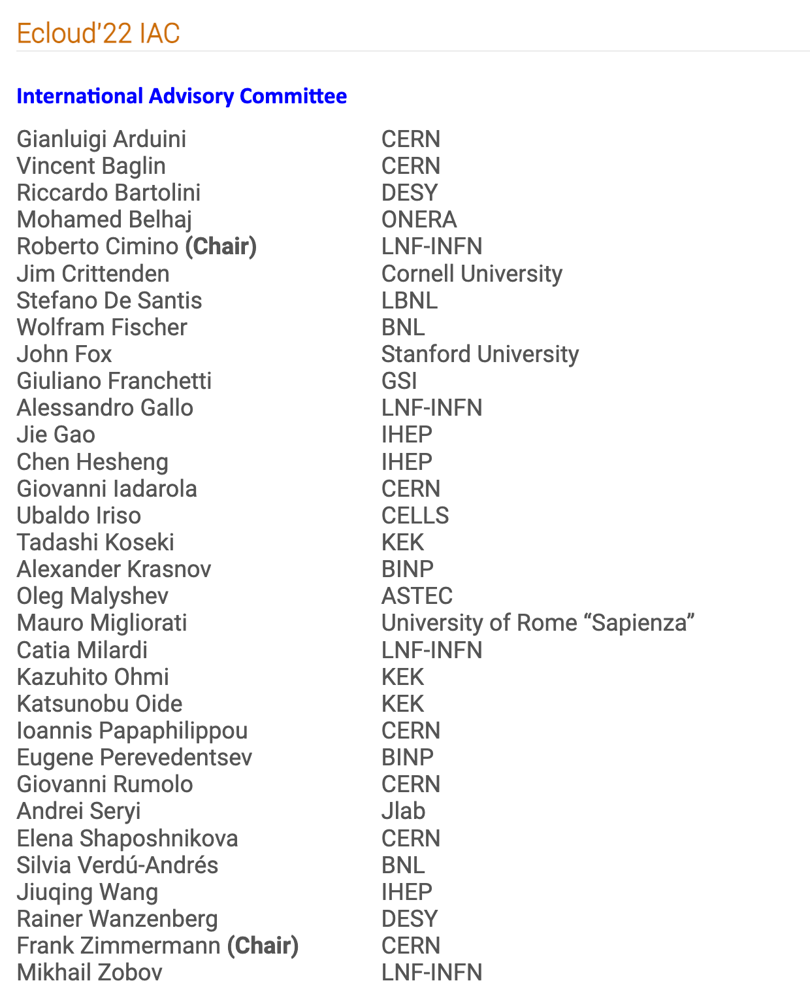 Ecloud'22 IAC
International Advisory Committee
Gianluigi Arduini CERN
Vincent Baglin CERN
Riccardo Bartolini DESY
Mohamed Belhaj ONERA
Roberto Cimino (Chair) LNF-INFN
Jim Crittenden Cornell University
Stefano De Santis LBNL
Wolfram Fischer BNL
John Fox Stanford University
Giuliano Franchetti GSI
Alessandro Gallo LNF-INFN
Jie Gao IHEP
Chen Hesheng IHEP
Giovanni Iadarola CERN
Ubaldo Iriso CELLS
Tadashi Koseki KEK
Alexander Krasnov BINP
Oleg Malyshev ASTEC
Mauro Migliorati University of Rome “Sapienza”
Catia Milardi LNF-INFN
Kazuhito Ohmi KEK
Katsunobu Oide KEK
Ioannis Papaphilippou CERN
Eugene Perevedentsev BINP
Giovanni Rumolo CERN
Andrei Seryi Jlab
Elena Shaposhnikova CERN
Silvia Verdú-Andrés BNL
Jiuqing Wang IHEP
Rainer Wanzenberg DESY
Frank Zimmermann (Chair) CERN
Mikhail Zobov LNF-INFN